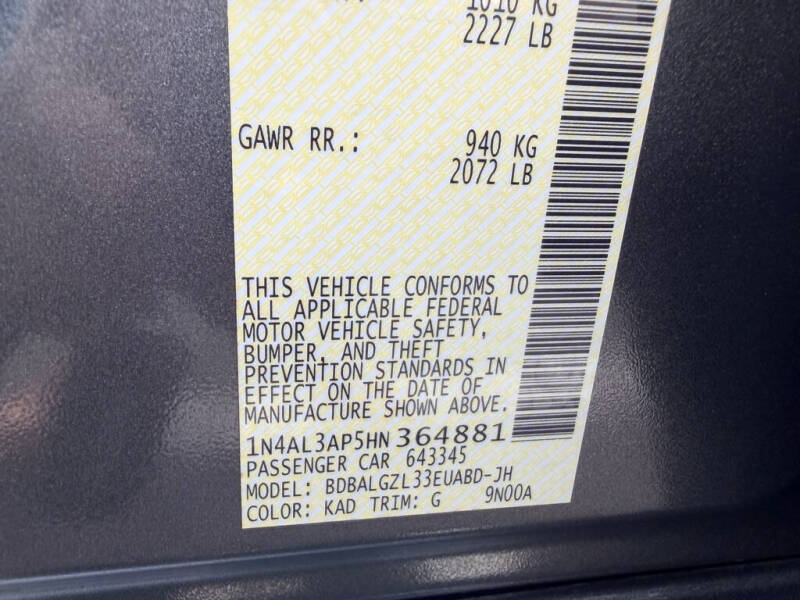 1010 KG
2227 LB
GAWR RR.: 940 KG
2072 LB
THIS VEHICLE CONFORMS TO
ALL APPLICABLE FEDERAL
MOTOR VEHICLE SAFETY,
BUMPER, AND THEFT
PREVENTION STANDARDS IN
EFFECT ON THE DATE OF
MANUFACTURE SHOWN ABOVE.
1N4AL3AP5HN364881
PASSENGER CAR 643345
MODEL: BDBALGZL33EUABD-JH
COLOR: KAD TRIM: G 9N00A